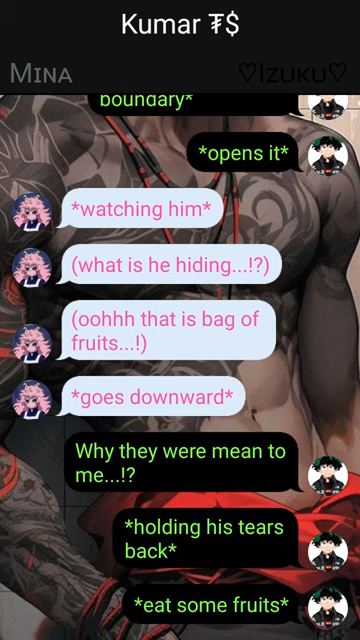 Kumar ₮$
Mina ♡Izuku♡
boundary*
*opens it*
*watching him*
(what is he hiding...!?)
(oohhh that is bag of
fruits...!)
*goes downward*
Why they were mean to
me...!?
*holding his tears
back*
*eat some fruits*